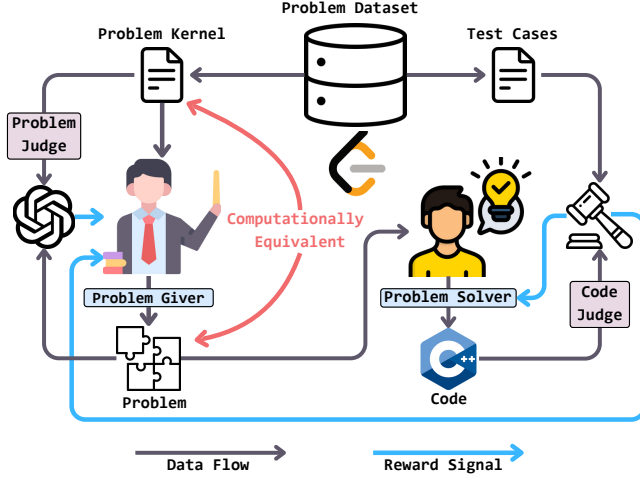 Problem Dataset
Problem Kernel
Test Cases
Problem
Judge
Computationally
Equivalent
Problem Giver
Problem Solver
Code
Judge
C++
Problem
Code
Data Flow
Reward Signal